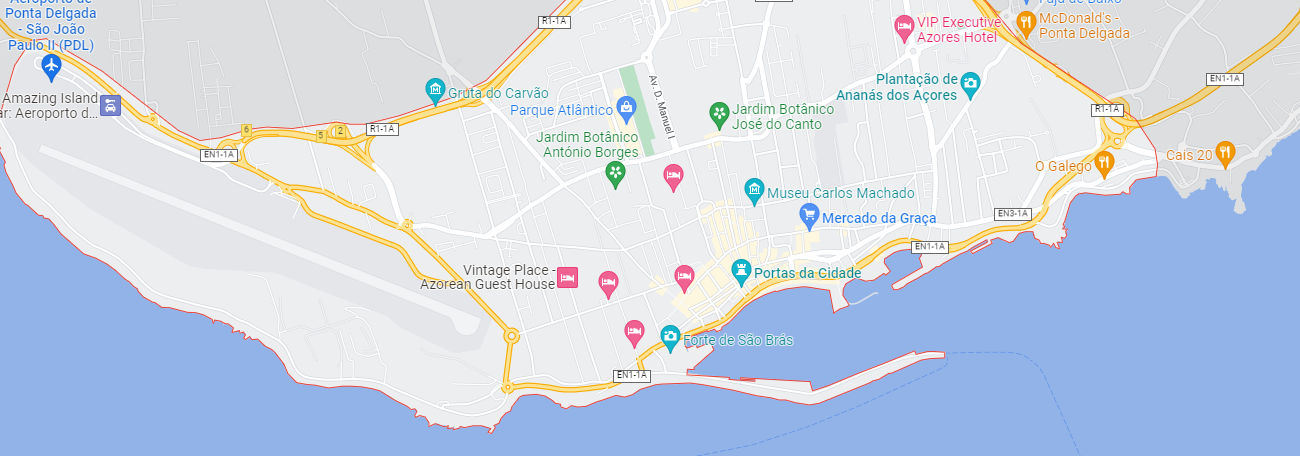 Aeroporto de
Ponta Delgada
- São João
Paulo II (PDL)
R1-1A
VIP Executive
Azores Hotel
McDonald's -
Ponta Delgada
Plantação de
Ananás dos Açores
EN1-1A
Amazing Island
ar: Aeroporto d...
Gruta do Carvão
Parque Atlântico
Av. D. Manuel I
Jardim Botânico
José do Canto
R1-1A
6
5
2
R1-1A
Jardim Botânico
António Borges
EN1-1A
O Galego
Cais 20
Museu Carlos Machado
Mercado da Graça
EN3-1A
3
EN1-1A
Vintage Place -
Azorean Guest House
Portas da Cidade
Forte de São Brás
EN1-1A